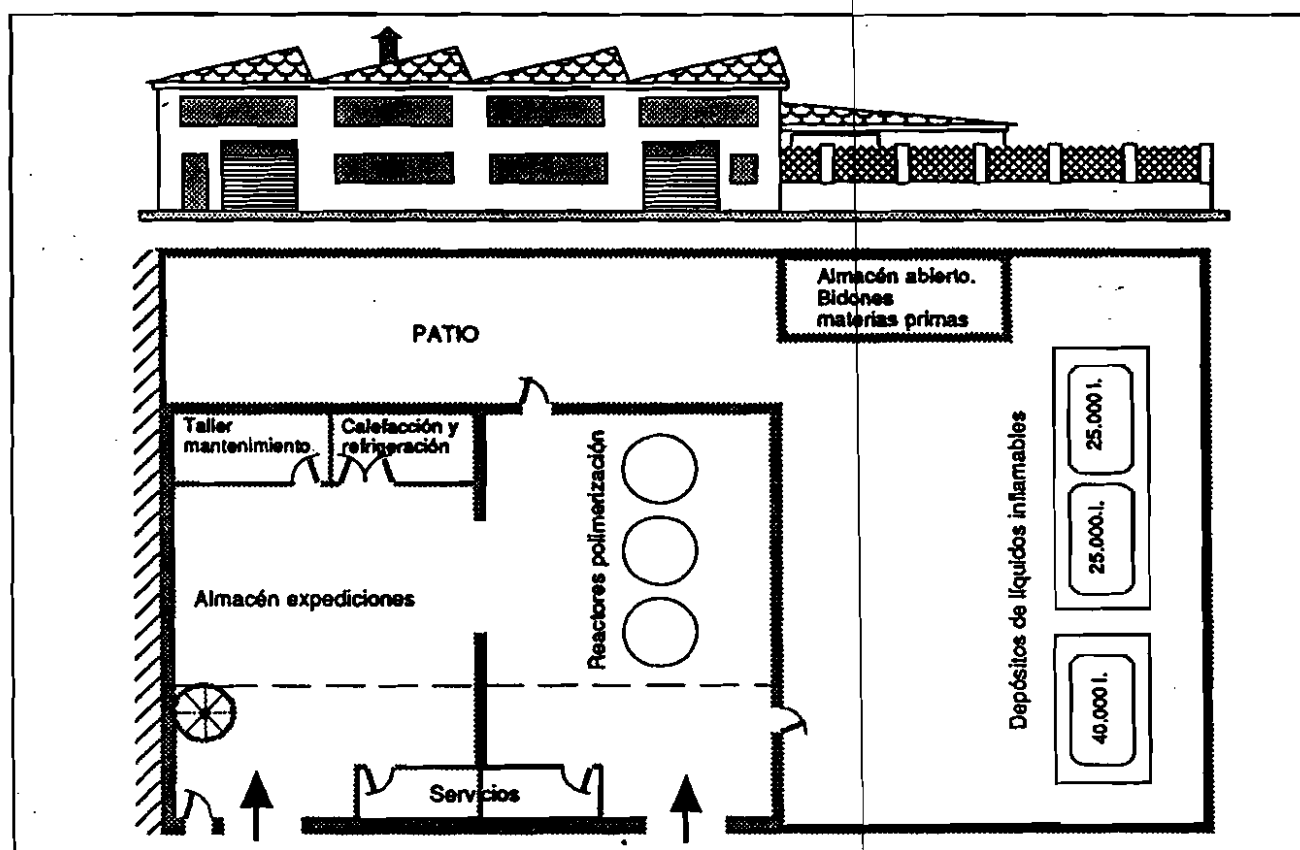 Almacén abierto.
Bidones
materias primas
PATIO
Taller
mantenimiento
Calefacción y
refrigeración
Reactores polimerización
Almacén expediciones
Servicios
Depósitos de líquidos inflamables
25.000 l.
25.000.l.
40.000 l.